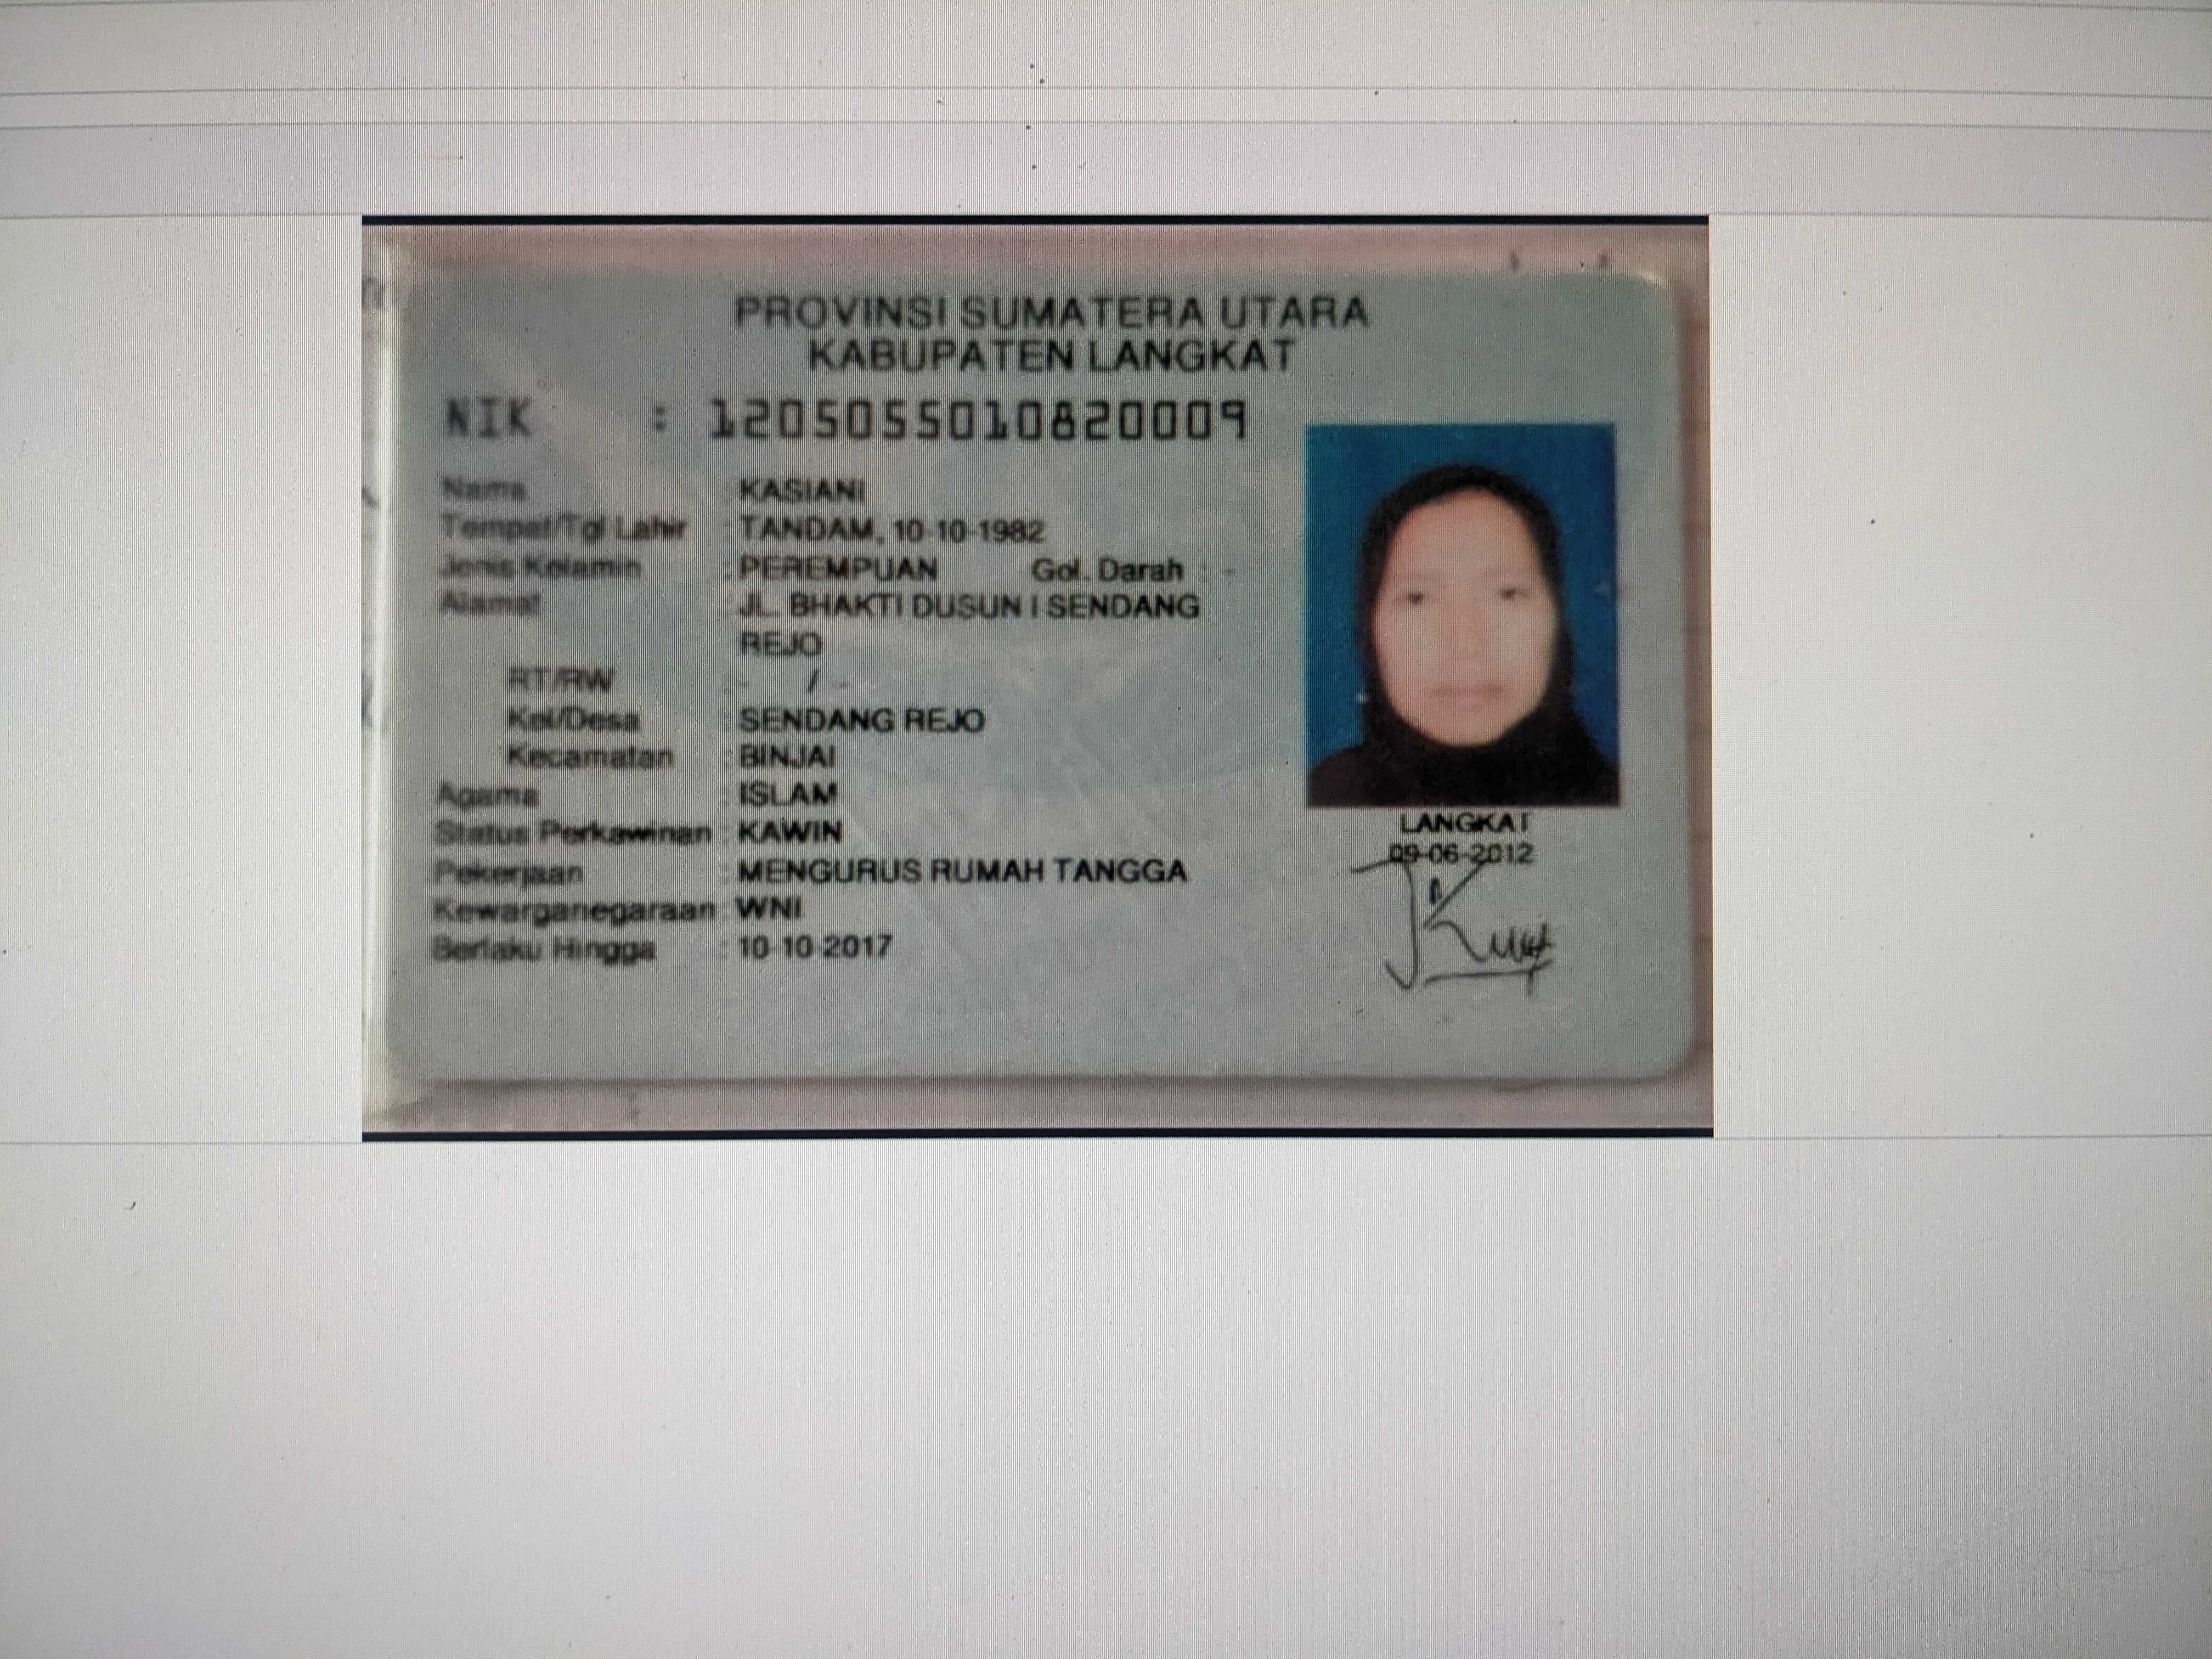 PROVINSI SUMATERA UTARA
KABUPATEN LANGKAT
NIK : 1205055010820009
Nama : KASIANI
Tempat/Tgl Lahir : TANDAM, 10-10-1982
Jenis Kelamin : PEREMPUAN Gol. Darah : -
Alamat : JL. BHAKTI DUSUN I SENDANG
REJO
RT/RW : - / -
Kel/Desa : SENDANG REJO
Kecamatan : BINJAI
Agama : ISLAM
Status Perkawinan : KAWIN
Pekerjaan : MENGURUS RUMAH TANGGA
Kewarganegaraan : WNI
Berlaku Hingga : 10-10-2017
LANGKAT
09-06-2012